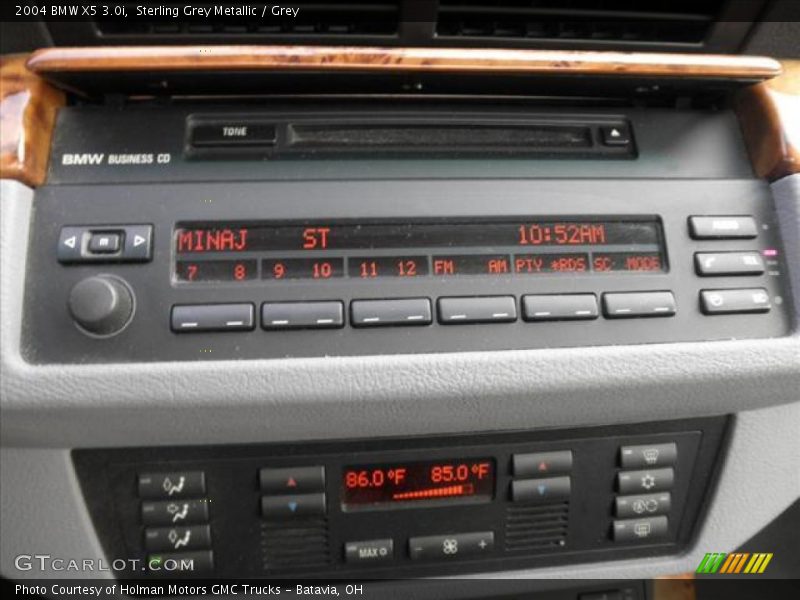 2004 BMW X5 3.0i, Sterling Grey Metallic / Grey
TONE
BMW BUSINESS CD
MINAJ ST 10:52AM
7 8 9 10 11 12 FM AM PTY *RDS SC MODE
m
86.0°F 85.0°F
MAX
- +
GTCARLOT.COM
Photo Courtesy of Holman Motors GMC Trucks - Batavia, OH